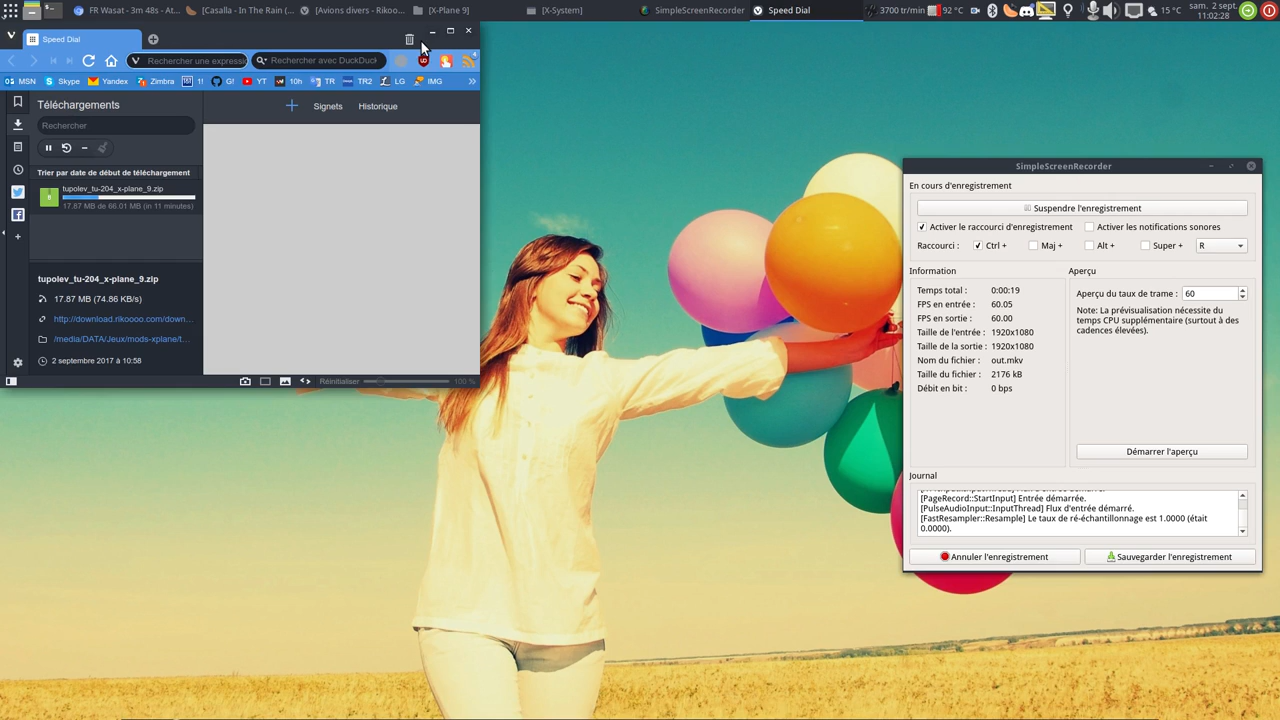 FR Wasat - 3m 48s - At...
[Casalla - In The Rain (...
[Avions divers - Rikoo...
[X-Plane 9]
[X-System]
SimpleScreenRecorder
Speed Dial
3700 tr/min
92 °C
15 °C
sam. 2 sept.
11:02:28
Speed Dial
Rechercher une expressic
Rechercher avec DuckDuck
MSN
Skype
Yandex
Zimbra
1!
G!
YT
10h
TR
TR2
LG
IMG
»
Téléchargements
Rechercher
Trier par date de début de téléchargement
tupolev_tu-204_x-plane_9.zip
17.87 MB de 66.01 MB (in 11 minutes)
tupolev_tu-204_x-plane_9.zip
17.87 MB (74.86 KB/s)
http://download.rikoooo.com/down...
/media/DATA/Jeux/mods-xplane/t...
2 septembre 2017 à 10:58
Signets
Historique
Réinitialiser
100 %
SimpleScreenRecorder
En cours d'enregistrement
Suspendre l'enregistrement
Activer le raccourci d'enregistrement
Activer les notifications sonores
Raccourci :
Ctrl +
Maj +
Alt +
Super +
R
Information
Temps total : 0:00:19
FPS en entrée : 60.05
FPS en sortie : 60.00
Taille de l'entrée : 1920x1080
Taille de la sortie : 1920x1080
Nom du fichier : out.mkv
Taille du fichier : 2176 kB
Débit en bit : 0 bps
Aperçu
Aperçu du taux de trame : 60
Note: La prévisualisation nécessite du
temps CPU supplémentaire (surtout à des
cadences élevées).
Démarrer l'aperçu
Journal
[PageRecord::StartInput] Entrée démarrée.
[PulseAudioInput::InputThread] Flux d'entrée démarré.
[FastResampler::Resample] Le taux de ré-échantillonnage est 1.0000 (était
0.0000).
Annuler l'enregistrement
Sauvegarder l'enregistrement